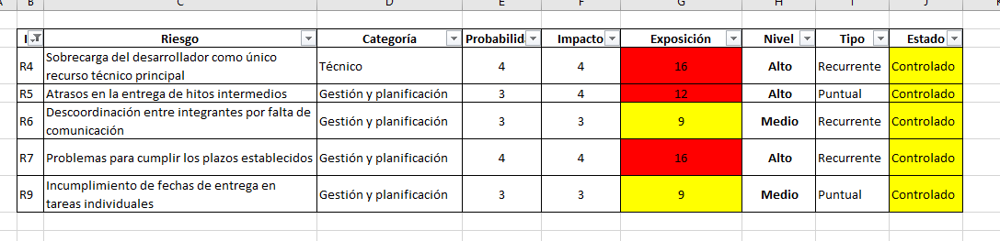 B C D E F G H I J
Riesgo Categoría Probabilid Impacto Exposición Nivel Tipo Estado
R4 Sobrecarga del desarrollador como único
recurso técnico principal Técnico 4 4 16 Alto Recurrente Controlado
R5 Atrasos en la entrega de hitos intermedios Gestión y planificación 3 4 12 Alto Puntual Controlado
R6 Descoordinación entre integrantes por falta de
comunicación Gestión y planificación 3 3 9 Medio Recurrente Controlado
R7 Problemas para cumplir los plazos establecidos Gestión y planificación 4 4 16 Alto Recurrente Controlado
R9 Incumplimiento de fechas de entrega en
tareas individuales Gestión y planificación 3 3 9 Medio Puntual Controlado